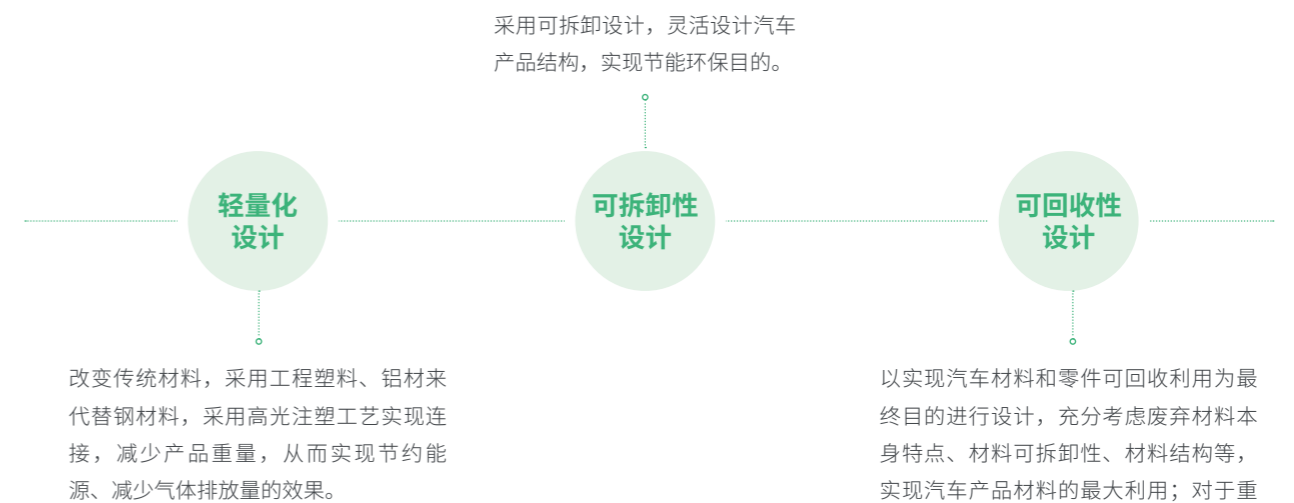 采用可拆卸设计，灵活设计汽车
产品结构，实现节能环保目的。
轻量化
设计
可拆卸性
设计
可回收性
设计
改变传统材料，采用工程塑料、铝材来
代替钢材料，采用高光注塑工艺实现连
接，减少产品重量，从而实现节约能
源、减少气体排放量的效果。
以实现汽车材料和零件可回收利用为最
终目的进行设计，充分考虑废弃材料本
身特点、材料可拆卸性、材料结构等，
实现汽车产品材料的最大利用；对于重